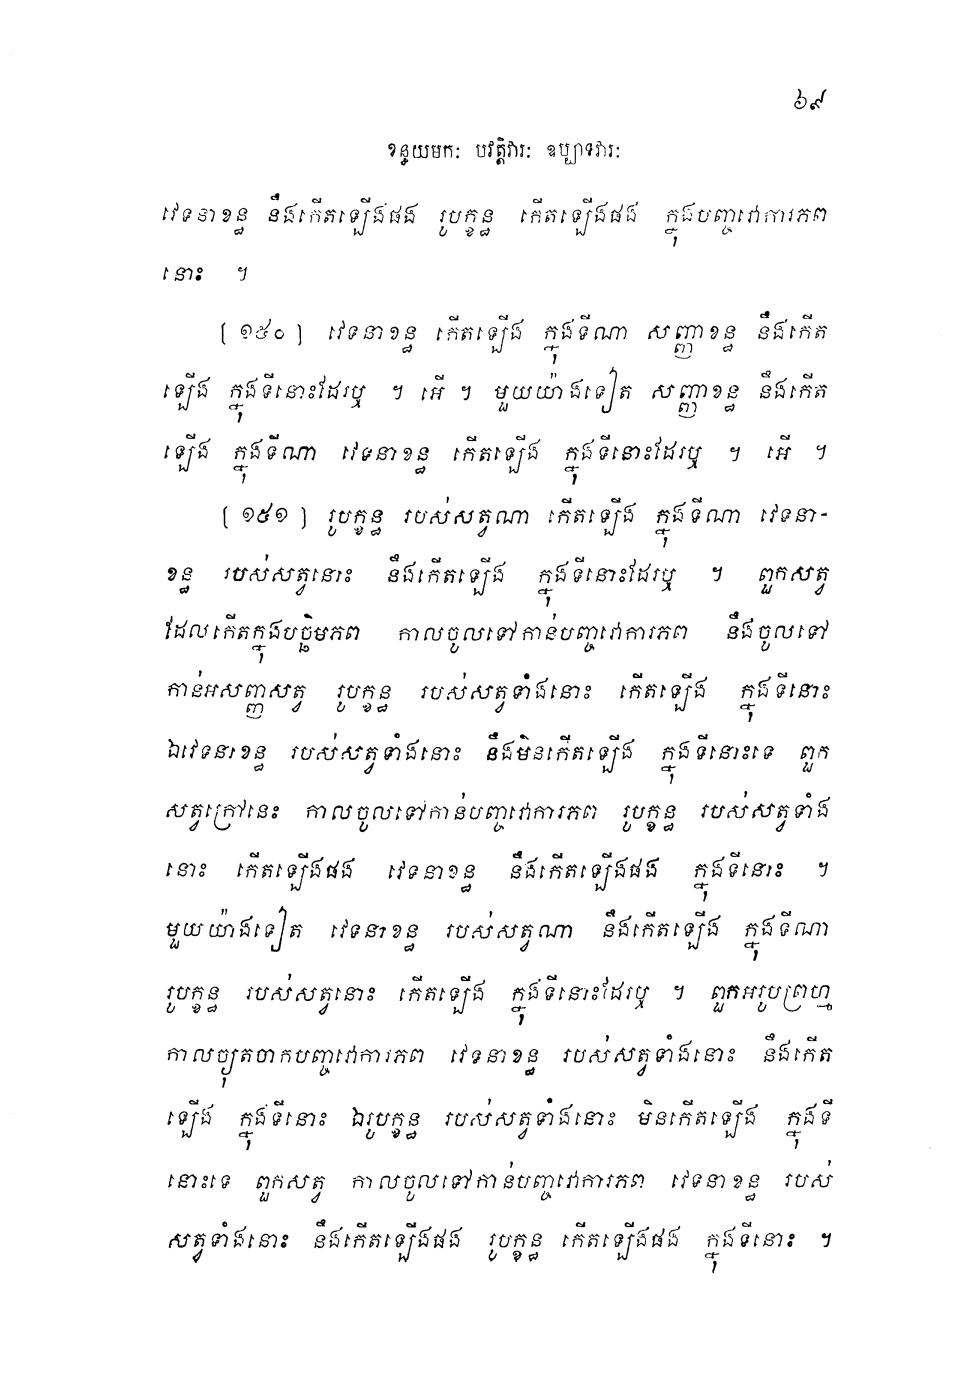 ៦៩
ខន្ធយមកៈ បវត្តិវារៈ ឧប្បាទវារៈ
វេទនាខន្ធ នឹងកើតឡើងផង រូបក្ខន្ធ កើតឡើងផង ក្នុងបញ្ចវោការភព
នោះ ។
(១៥០) វេទនាខន្ធ កើតឡើង ក្នុងទីណា សញ្ញាខន្ធ នឹងកើត
ឡើង ក្នុងទីនោះដែរឬ ។ អើ ។ មួយយ៉ាងទៀត សញ្ញាខន្ធ នឹងកើត
ឡើង ក្នុងទីណា វេទនាខន្ធ កើតឡើង ក្នុងទីនោះដែរឬ ។ អើ ។
(១៥១) រូបក្ខន្ធ របស់សត្វណា កើតឡើង ក្នុងទីណា វេទនា-
ខន្ធ របស់សត្វនោះ នឹងកើតឡើង ក្នុងទីនោះដែរឬ ។ ពួកសត្វ
ដែលកើតក្នុងបច្ឆិមភព កាលចូលទៅកាន់បញ្ចវោការភព នឹងចូលទៅ
កាន់អសញ្ញសត្វ រូបក្ខន្ធ របស់សត្វទាំងនោះ កើតឡើង ក្នុងទីនោះ
ឯវេទនាខន្ធ របស់សត្វទាំងនោះ នឹងមិនកើតឡើង ក្នុងទីនោះទេ ពួក
សត្វក្រៅនេះ កាលចូលទៅកាន់បញ្ចវោការភព រូបក្ខន្ធ របស់សត្វទាំង
នោះ កើតឡើងផង វេទនាខន្ធ នឹងកើតឡើងផង ក្នុងទីនោះ ។
មួយយ៉ាងទៀត វេទនាខន្ធ របស់សត្វណា នឹងកើតឡើង ក្នុងទីណា
រូបក្ខន្ធ របស់សត្វនោះ កើតឡើង ក្នុងទីនោះដែរឬ ។ ពួកអរូបព្រហ្ម
កាលច្យុតចាកបញ្ចវោការភព វេទនាខន្ធ របស់សត្វទាំងនោះ នឹងកើត
ឡើង ក្នុងទីនោះ ឯរូបក្ខន្ធ របស់សត្វទាំងនោះ មិនកើតឡើង ក្នុងទី
នោះទេ ពួកសត្វ កាលចូលទៅកាន់បញ្ចវោការភព វេទនាខន្ធ របស់
សត្វទាំងនោះ នឹងកើតឡើងផង រូបក្ខន្ធ កើតឡើងផង ក្នុងទីនោះ ។